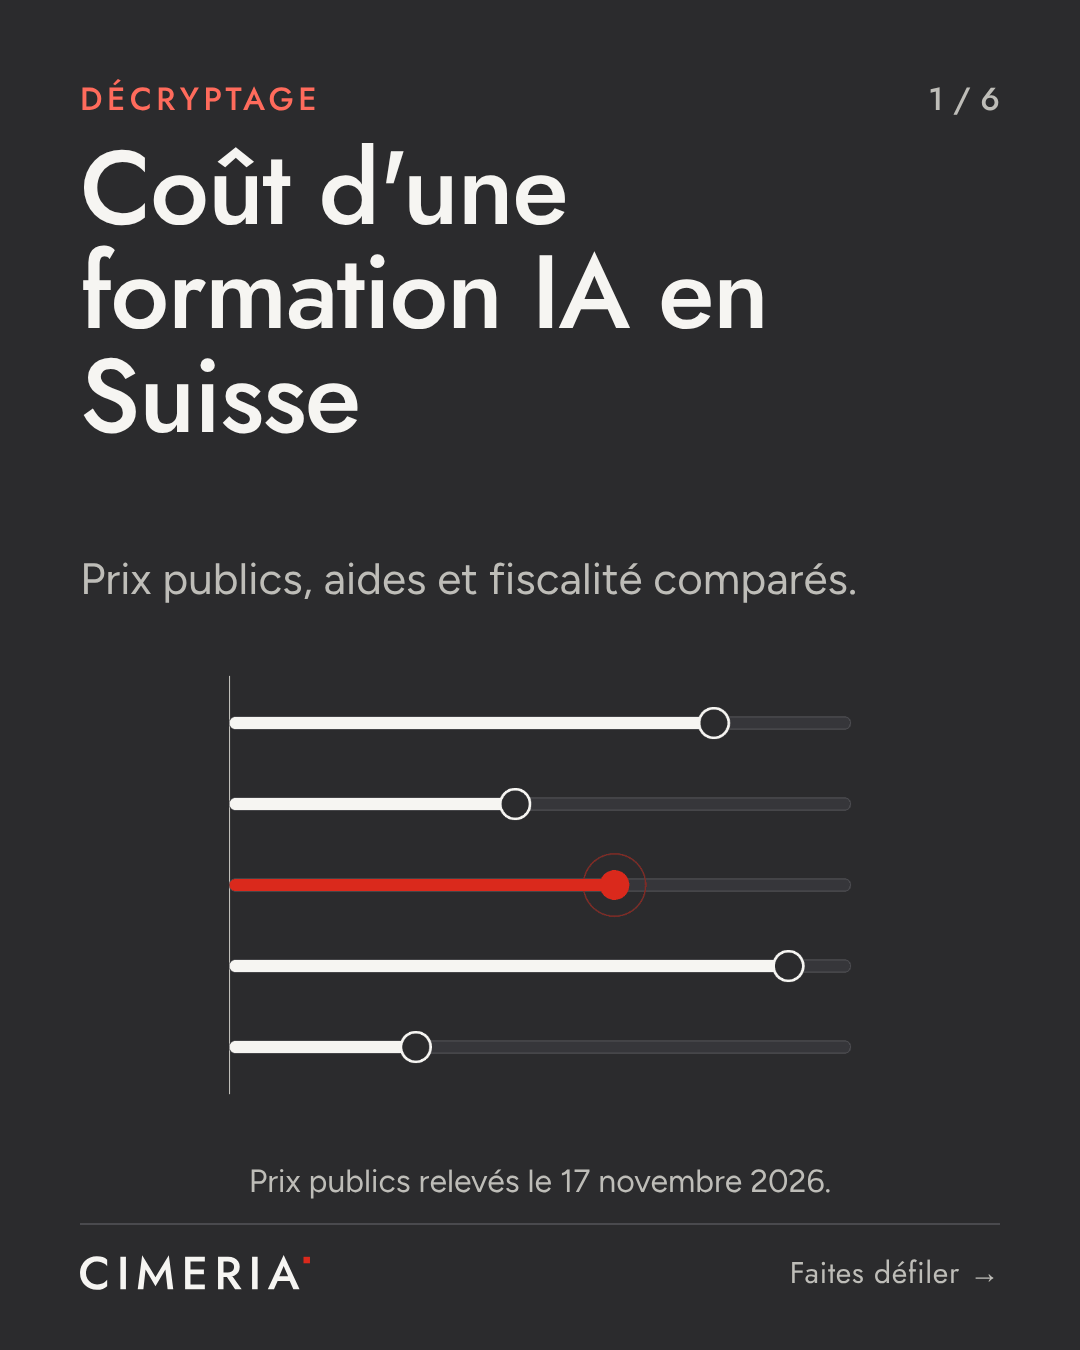 DÉCRYPTAGE
1 / 6
Coût d'une
formation IA en
Suisse
Prix publics, aides et fiscalité comparés.
Prix publics relevés le 17 novembre 2026.
CIMERIA
Faites défiler →